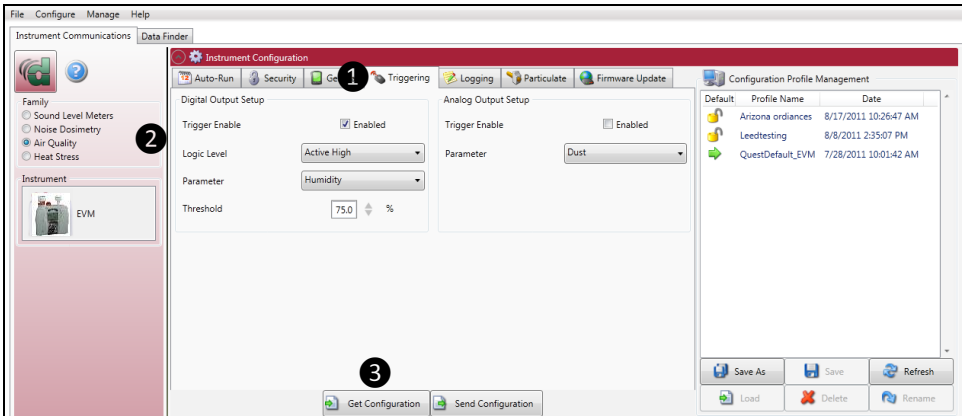 File Configure Manage Help
Instrument Communications Data Finder
Instrument Configuration
12 Auto-Run Security Ge 1 Triggering Logging Particulate Firmware Update
Family
Sound Level Meters
Noise Dosimetry
Air Quality
Heat Stress
2
Instrument
EVM
Digital Output Setup
Trigger Enable Enabled
Logic Level Active High
Parameter Humidity
Threshold 75.0 %
Analog Output Setup
Trigger Enable Enabled
Parameter Dust
3
Get Configuration Send Configuration
Configuration Profile Management
Default Profile Name Date
Arizona ordiances 8/17/2011 10:26:47 AM
Leedtesting 8/8/2011 2:35:07 PM
QuestDefault_EVM 7/28/2011 10:01:42 AM
Save As Save Refresh
Load Delete Rename